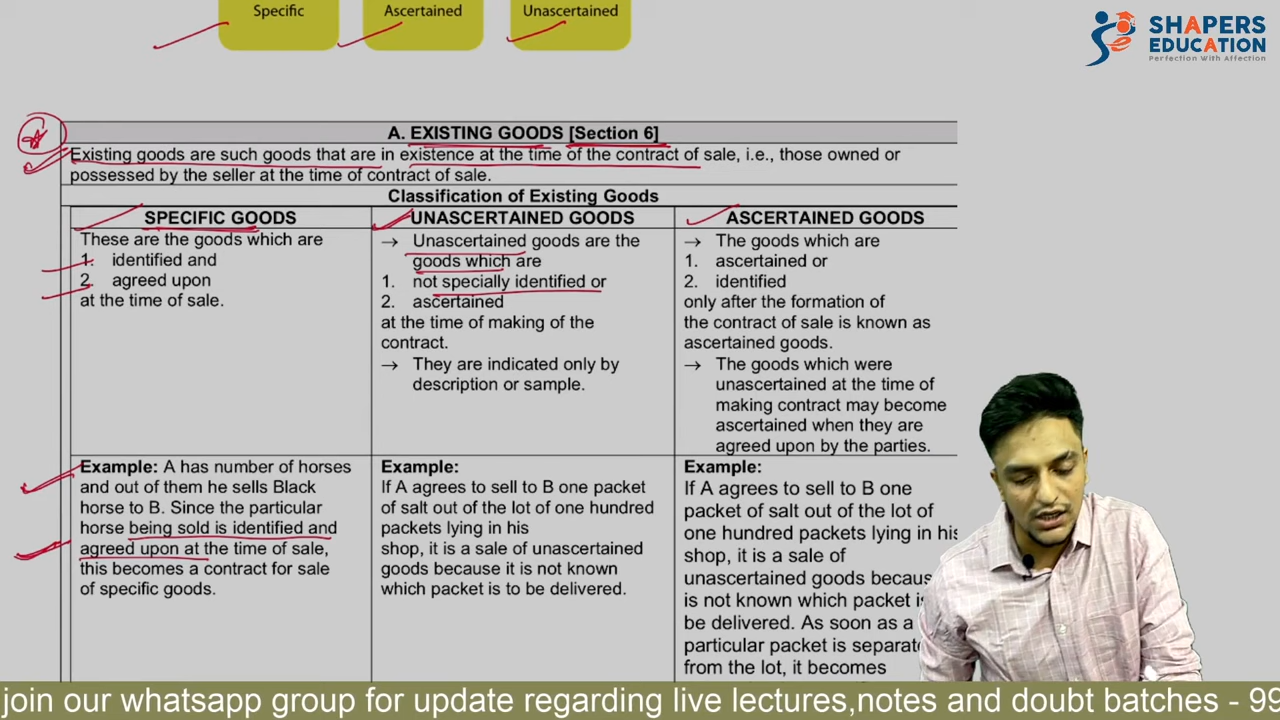 Specific
Ascertained
Unascertained
SHAPERS
EDUCATION
Perfection With Affection
A. EXISTING GOODS [Section 6]
Existing goods are such goods that are in existence at the time of the contract of sale, i.e., those owned or
possessed by the seller at the time of contract of sale.
Classification of Existing Goods
SPECIFIC GOODS
These are the goods which are
1. identified and
2. agreed upon
at the time of sale.
UNASCERTAINED GOODS
→ Unascertained goods are the
goods which are
1. not specially identified or
2. ascertained
at the time of making of the
contract.
→ They are indicated only by
description or sample.
ASCERTAINED GOODS
→ The goods which are
1. ascertained or
2. identified
only after the formation of
the contract of sale is known as
ascertained goods.
→ The goods which were
unascertained at the time of
making contract may become
ascertained when they are
agreed upon by the parties.
Example: A has number of horses
and out of them he sells Black
horse to B. Since the particular
horse being sold is identified and
agreed upon at the time of sale,
this becomes a contract for sale
of specific goods.
Example:
If A agrees to sell to B one packet
of salt out of the lot of one hundred
packets lying in his
shop, it is a sale of unascertained
goods because it is not known
which packet is to be delivered.
Example:
If A agrees to sell to B one
packet of salt out of the lot of
one hundred packets lying in his
shop, it is a sale of
unascertained goods
is not known which packet
be delivered. As soon as a
particular packet is
from the lot, it becomes
join our whatsapp group for update regarding live lectures,notes and doubt batches - 99